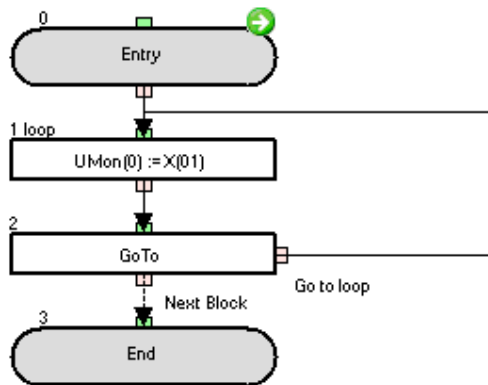 0
Entry
1 loop
UMon(0) := X(01)
2
GoTo
Go to loop
Next Block
3
End